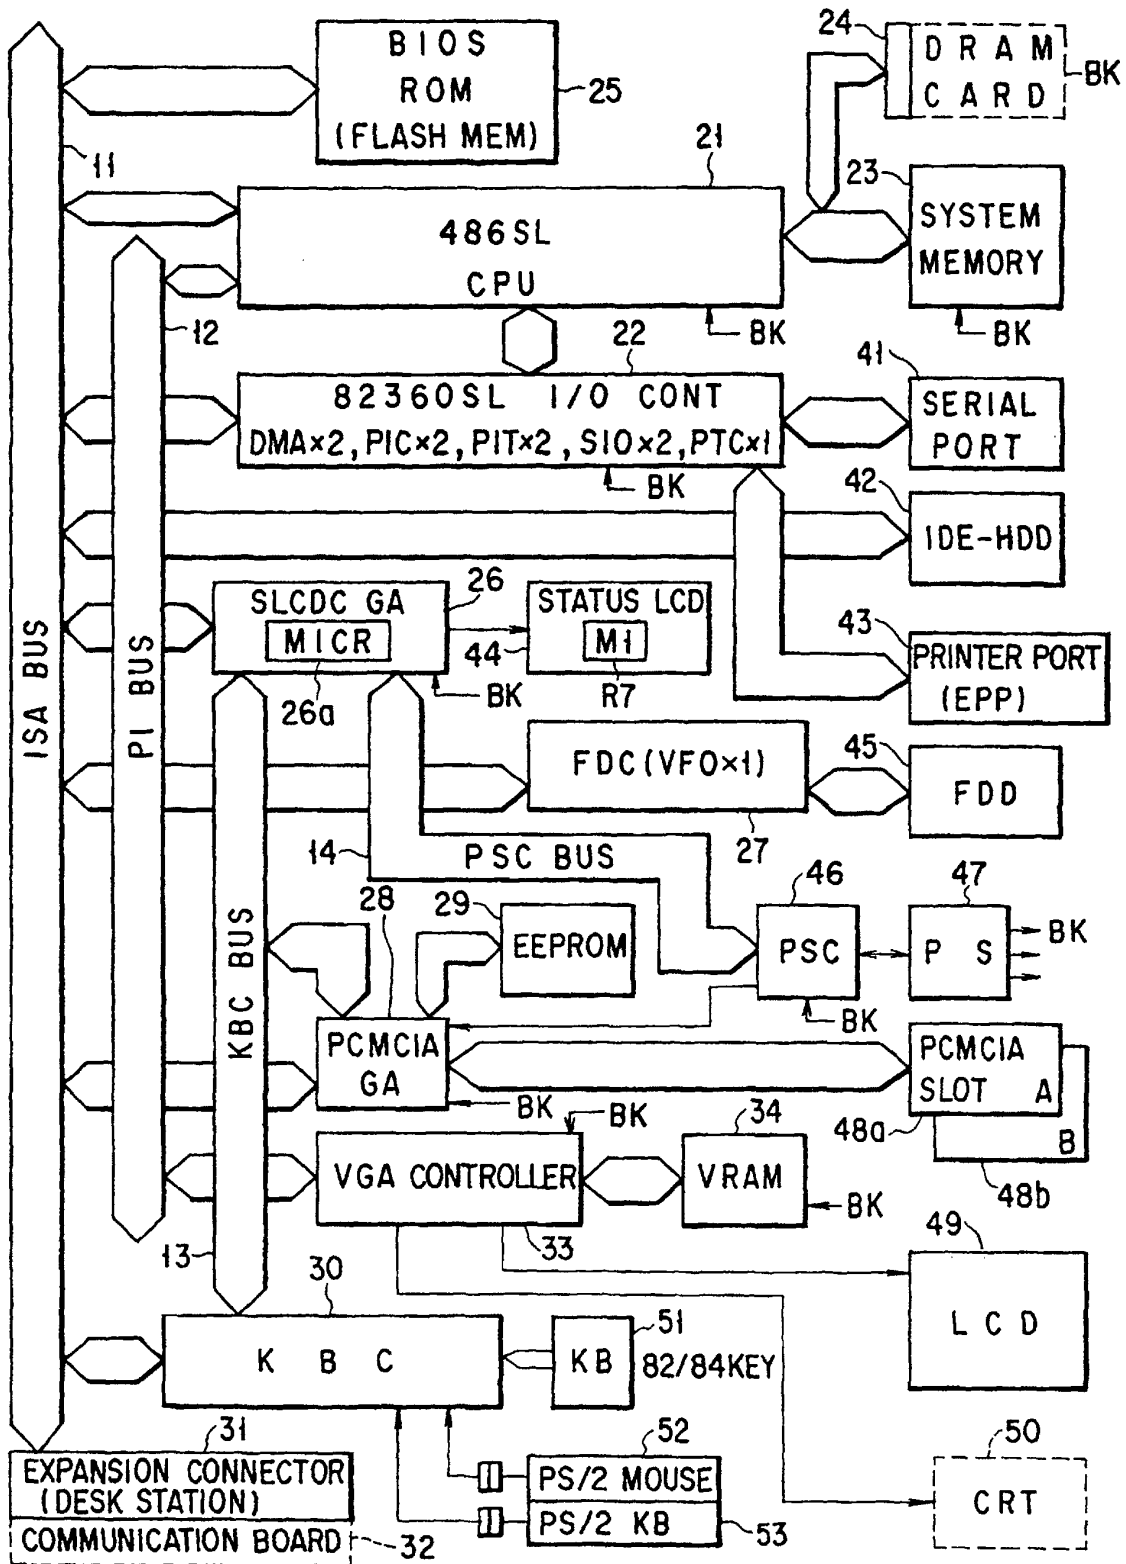 BIOS
ROM
(FLASH MEM)
25
24
DRAM
CARD
BK
11
21
486SL
CPU
BK
23
SYSTEM
MEMORY
BK
12
22
82360SL I/O CONT
DMA×2, PIC×2, PIT×2, SIO×2, PTC×1
BK
41
SERIAL
PORT
42
IDE-HDD
26
SLCDC GA
MICR
26a
BK
44
STATUS LCD
M1
R7
43
PRINTER PORT
(EPP)
ISA BUS
PI BUS
FDC(VFO×1)
27
45
FDD
14
PSC BUS
KBC BUS
28
29
EEPROM
46
PSC
BK
47
P S
BK
PCMCIA
GA
BK
PCMCIA
SLOT A
48a
B
48b
BK
VGA CONTROLLER
33
34
VRAM
BK
13
49
LCD
30
K B C
51
KB
82/84KEY
31
EXPANSION CONNECTOR
(DESK STATION)
COMMUNICATION BOARD
32
52
PS/2 MOUSE
PS/2 KB
53
50
CRT